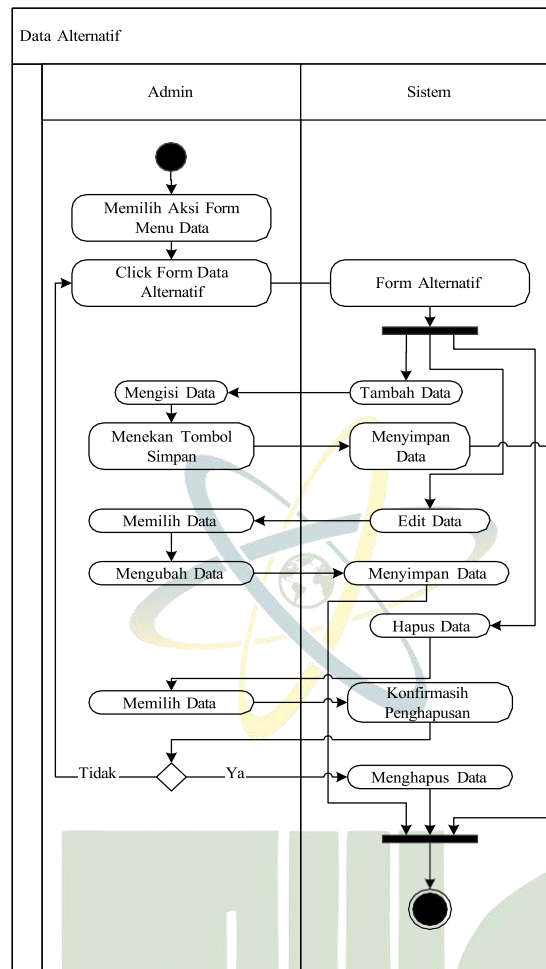 Data Alternatif
Admin
Sistem
Memilih Aksi Form
Menu Data
Click Form Data
Alternatif
Form Alternatif
Mengisi Data
Tambah Data
Menekan Tombol
Simpan
Menyimpan
Data
Memilih Data
Edit Data
Mengubah Data
Menyimpan Data
Hapus Data
Memilih Data
Konfirmasih
Penghapusan
Tidak
Ya
Menghapus Data